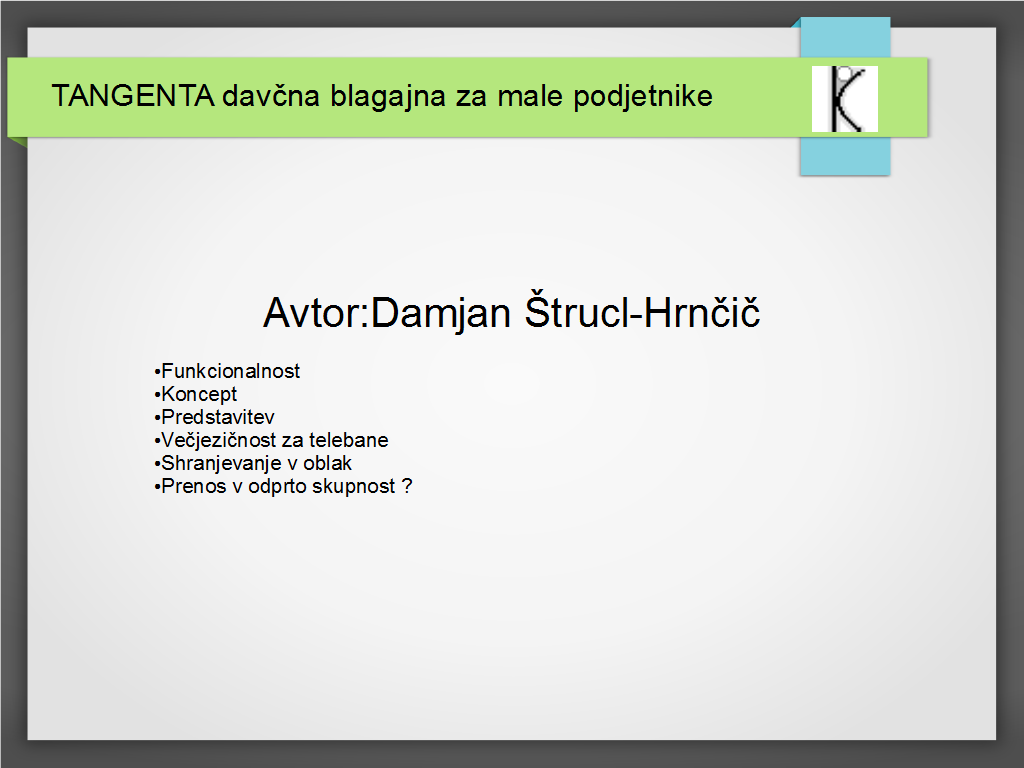 TANGENTA davčna blagajna za male podjetnike
Avtor:Damjan Štrucl-Hrnčič
•Funkcionalnost
•Koncept
•Predstavitev
•Večjezičnost za telebane
•Shranjevanje v oblak
•Prenos v odprto skupnost ?